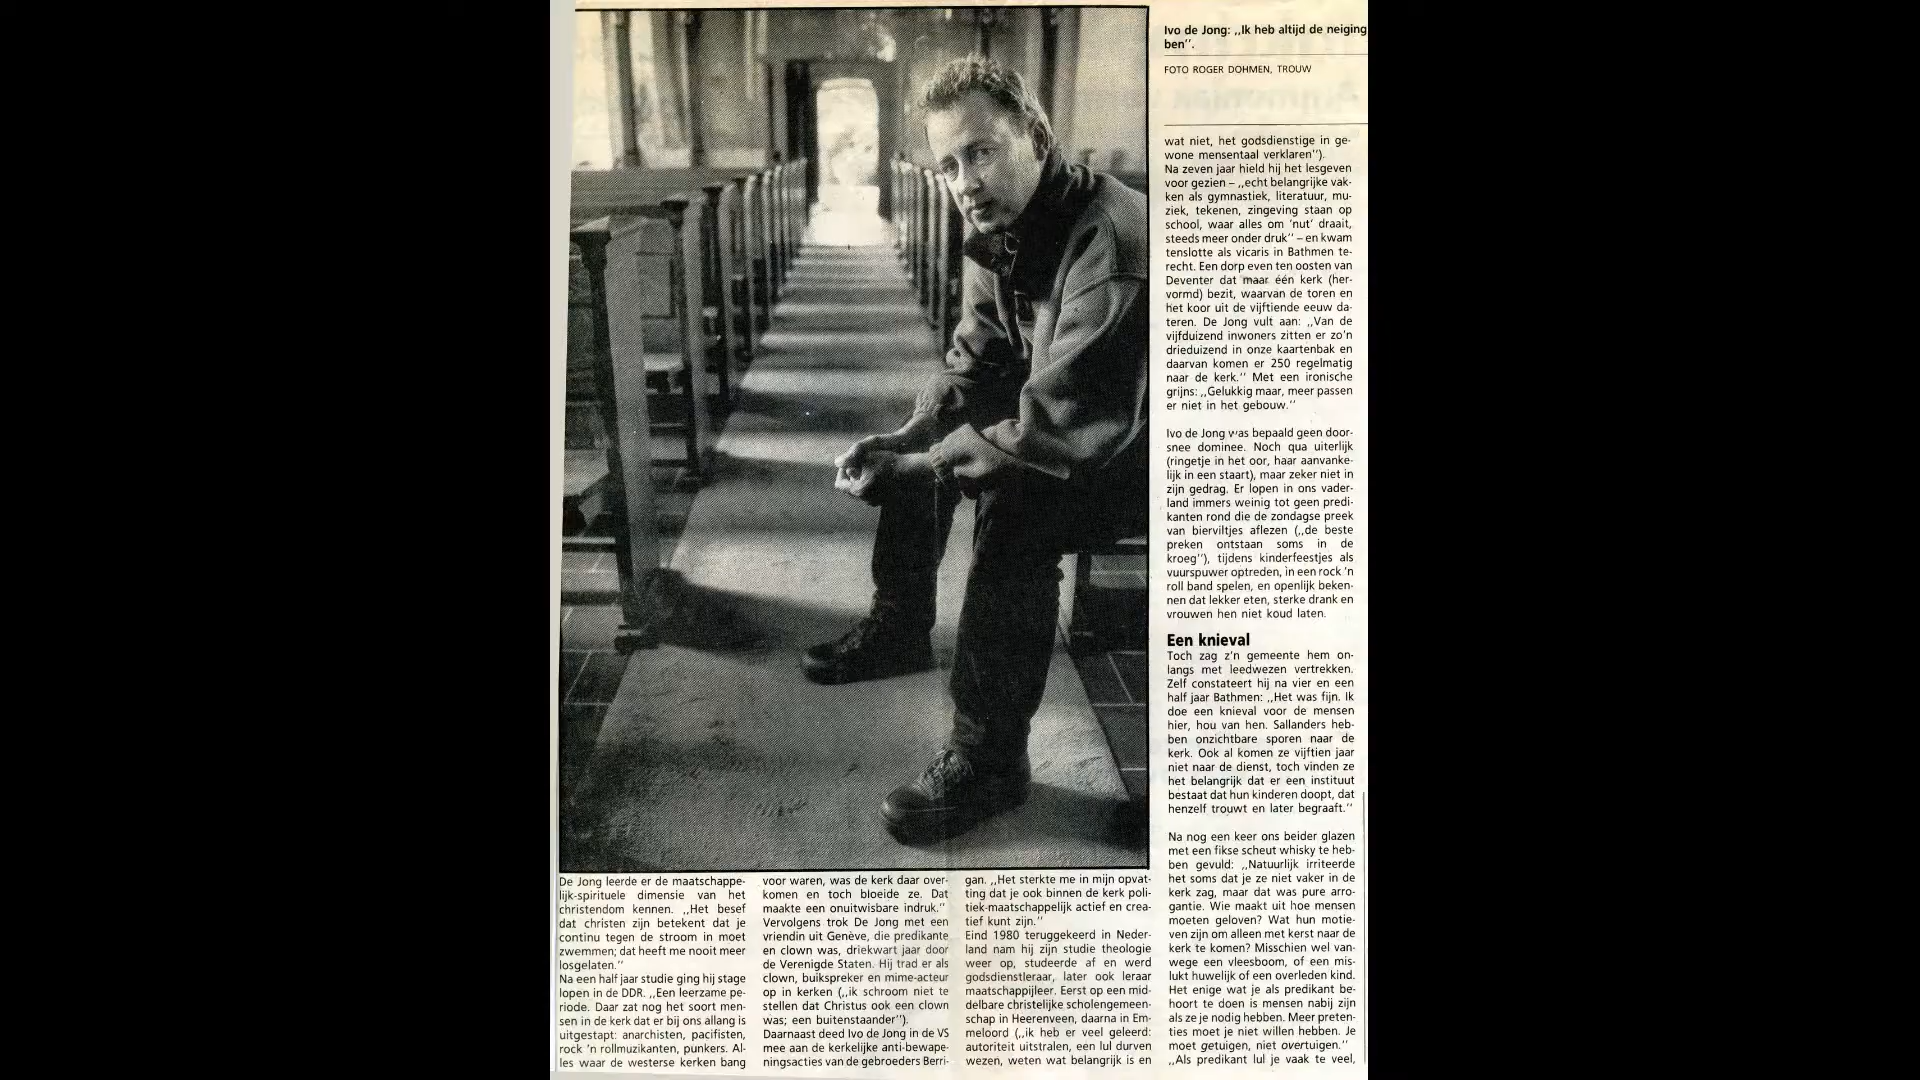 Ivo de Jong: ,,Ik heb altijd de neiging
ben''.
FOTO ROGER DOHMEN, TROUW
De Jong leerde er de maatschappe-
lijk-spirituele dimensie van het
christendom kennen. ,,Het besef
dat christen zijn betekent dat je
continu tegen de stroom in moet
zwemmen; dat heeft me nooit meer
losgelaten.''
Na een half jaar studie ging hij stage
lopen in de DDR. ,,Een leerzame pe-
riode. Daar zat nog het soort men-
sen in de kerk dat er bij ons allang is
uitgestapt: anarchisten, pacifisten,
rock 'n rollmuzikanten, punkers. Al-
les waar de westerse kerken bang
voor waren, was de kerk daar over-
komen en toch bloeide ze. Dat
maakte een onuitwisbare indruk.''
Vervolgens trok De Jong met een
vriendin uit Genève, die predikante
en clown was, driekwart jaar door
de Verenigde Staten. Hij trad er als
clown, buikspreker en mime-acteur
op in kerken (,,ik schroom niet te
stellen dat Christus ook een clown
was; een buitenstaander'').
Daarnaast deed Ivo de Jong in de VS
mee aan de kerkelijke anti-bewape-
ningsacties van de gebroeders Berri-
gan. ,,Het sterkte me in mijn opvat-
ting dat je ook binnen de kerk poli-
tiek-maatschappelijk actief en crea-
tief kunt zijn.''
Eind 1980 teruggekeerd in Neder-
land nam hij zijn studie theologie
weer op, studeerde af en werd
godsdienstleraar, later ook leraar
maatschappijleer. Eerst op een mid-
delbare christelijke scholengemeen-
schap in Heerenveen, daarna in Em-
meloord (,,ik heb er veel geleerd:
autoriteit uitstralen, een lul durven
wezen, weten wat belangrijk is en
wat niet, het godsdienstige in ge-
wone mensentaal verklaren'').
Na zeven jaar hield hij het lesgeven
voor gezien – ,,echt belangrijke vak-
ken als gymnastiek, literatuur, mu-
ziek, tekenen, zingeving staan op
school, waar alles om 'nut' draait,
steeds meer onder druk'' – en kwam
tenslotte als vicaris in Bathmen te-
recht. Een dorp even ten oosten van
Deventer dat maar één kerk (her-
vormd) bezit, waarvan de toren en
het koor uit de vijftiende eeuw da-
teren. De Jong vult aan: ,,Van de
vijfduizend inwoners zitten er zo'n
drieduizend in onze kaartenbak en
daarvan komen er 250 regelmatig
naar de kerk.'' Met een ironische
grijns: ,,Gelukkig maar, meer passen
er niet in het gebouw.''
Ivo de Jong was bepaald geen door-
snee dominee. Noch qua uiterlijk
(ringetje in het oor, haar aanvanke-
lijk in een staart), maar zeker niet in
zijn gedrag. Er lopen in ons vader-
land immers weinig tot geen predi-
kanten rond die de zondagse preek
van bierviltjes aflezen (,,de beste
preken ontstaan soms in de
kroeg''), tijdens kinderfeestjes als
vuurspuwer optreden, in een rock 'n
roll band spelen, en openlijk beken-
nen dat lekker eten, sterke drank en
vrouwen hen niet koud laten.
Een knieval
Toch zag z'n gemeente hem on-
langs met leedwezen vertrekken.
Zelf constateert hij na vier en een
half jaar Bathmen: ,,Het was fijn. Ik
doe een knieval voor de mensen
hier, hou van hen. Sallanders heb-
ben onzichtbare sporen naar de
kerk. Ook al komen ze vijftien jaar
niet naar de dienst, toch vinden ze
het belangrijk dat er een instituut
bestaat dat hun kinderen doopt, dat
henzelf trouwt en later begraaft.''
Na nog een keer ons beider glazen
met een fikse scheut whisky te heb-
ben gevuld: ,,Natuurlijk irriteerde
het soms dat je ze niet vaker in de
kerk zag, maar dat was pure arro-
gantie. Wie maakt uit hoe mensen
moeten geloven? Wat hun motie-
ven zijn om alleen met kerst naar de
kerk te komen? Misschien wel van-
wege een vleesboom, of een mis-
lukt huwelijk of een overleden kind.
Het enige wat je als predikant be-
hoort te doen is mensen nabij zijn
als ze je nodig hebben. Meer preten-
ties moet je niet willen hebben. Je
moet getuigen, niet overtuigen.''
,,Als predikant lul je vaak te veel,